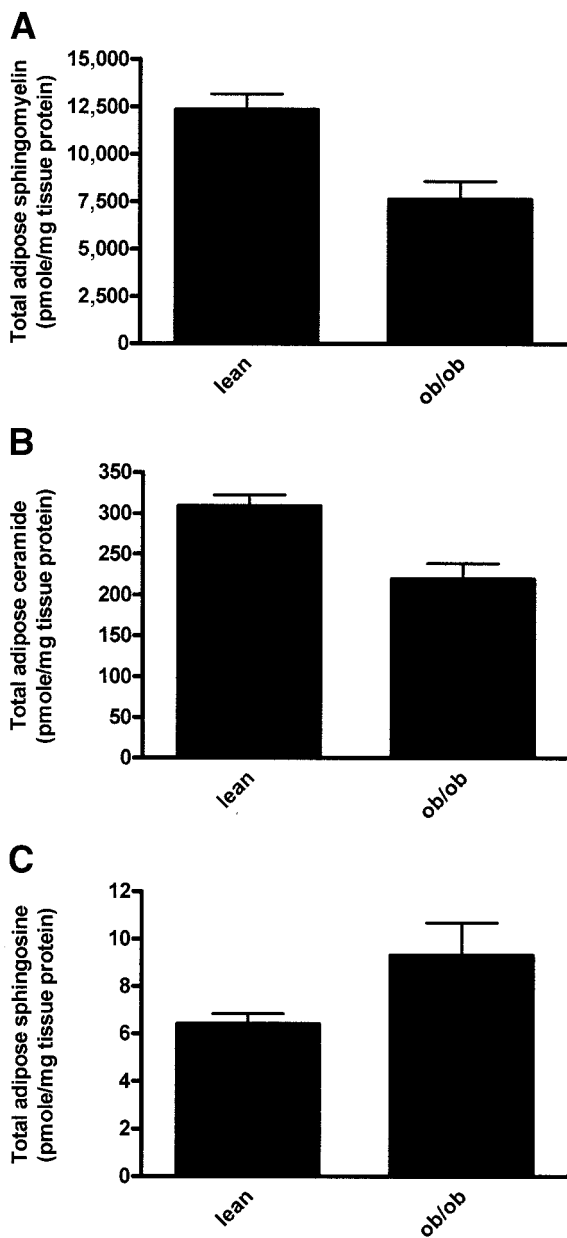 A
Total adipose sphingomyelin
(pmole/mg tissue protein)
15,000
12,500
10,000
7,500
5,000
2,500
0
lean
ob/ob
B
Total adipose ceramide
(pmole/mg tissue protein)
350
300
250
200
150
100
50
0
lean
ob/ob
C
Total adipose sphingosine
(pmole/mg tissue protein)
12
10
8
6
4
2
0
lean
ob/ob